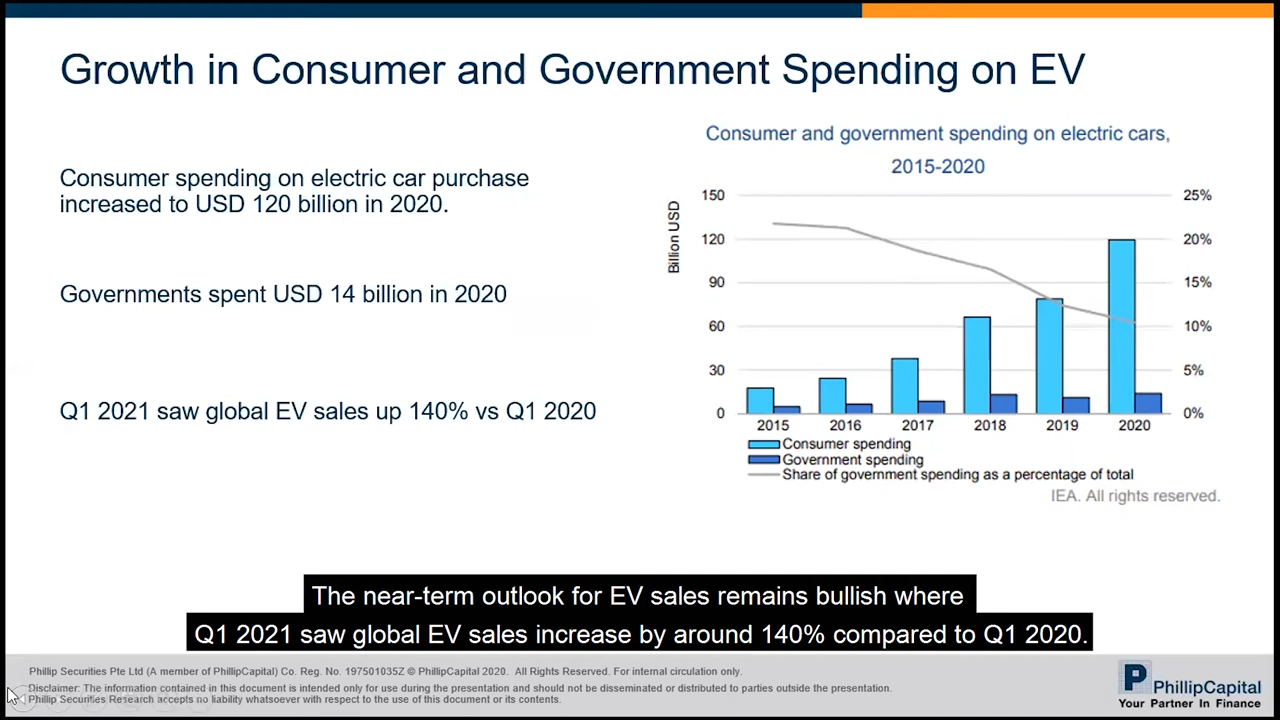 Growth in Consumer and Government Spending on EV
Consumer spending on electric car purchase
increased to USD 120 billion in 2020.
Governments spent USD 14 billion in 2020
Q1 2021 saw global EV sales up 140% vs Q1 2020
Consumer and government spending on electric cars,
2015-2020
Billion USD
150
120
90
60
30
0
25%
20%
15%
10%
5%
0%
2015 2016 2017 2018 2019 2020
Consumer spending
Government spending
Share of government spending as a percentage of total
IEA. All rights reserved.
The near-term outlook for EV sales remains bullish where
Q1 2021 saw global EV sales increase by around 140% compared to Q1 2020.
Phillip Securities Pte Ltd (A member of PhillipCapital) Co. Reg. No. 197501035Z © PhillipCapital 2020. All Rights Reserved. For internal circulation only.
Disclaimer: The information contained in this document is intended only for use during the presentation and should not be disseminated or distributed to parties outside the presentation.
Phillip Securities Research accepts no liability whatsoever with respect to the use of this document or its contents.
PhillipCapital
Your Partner In Finance